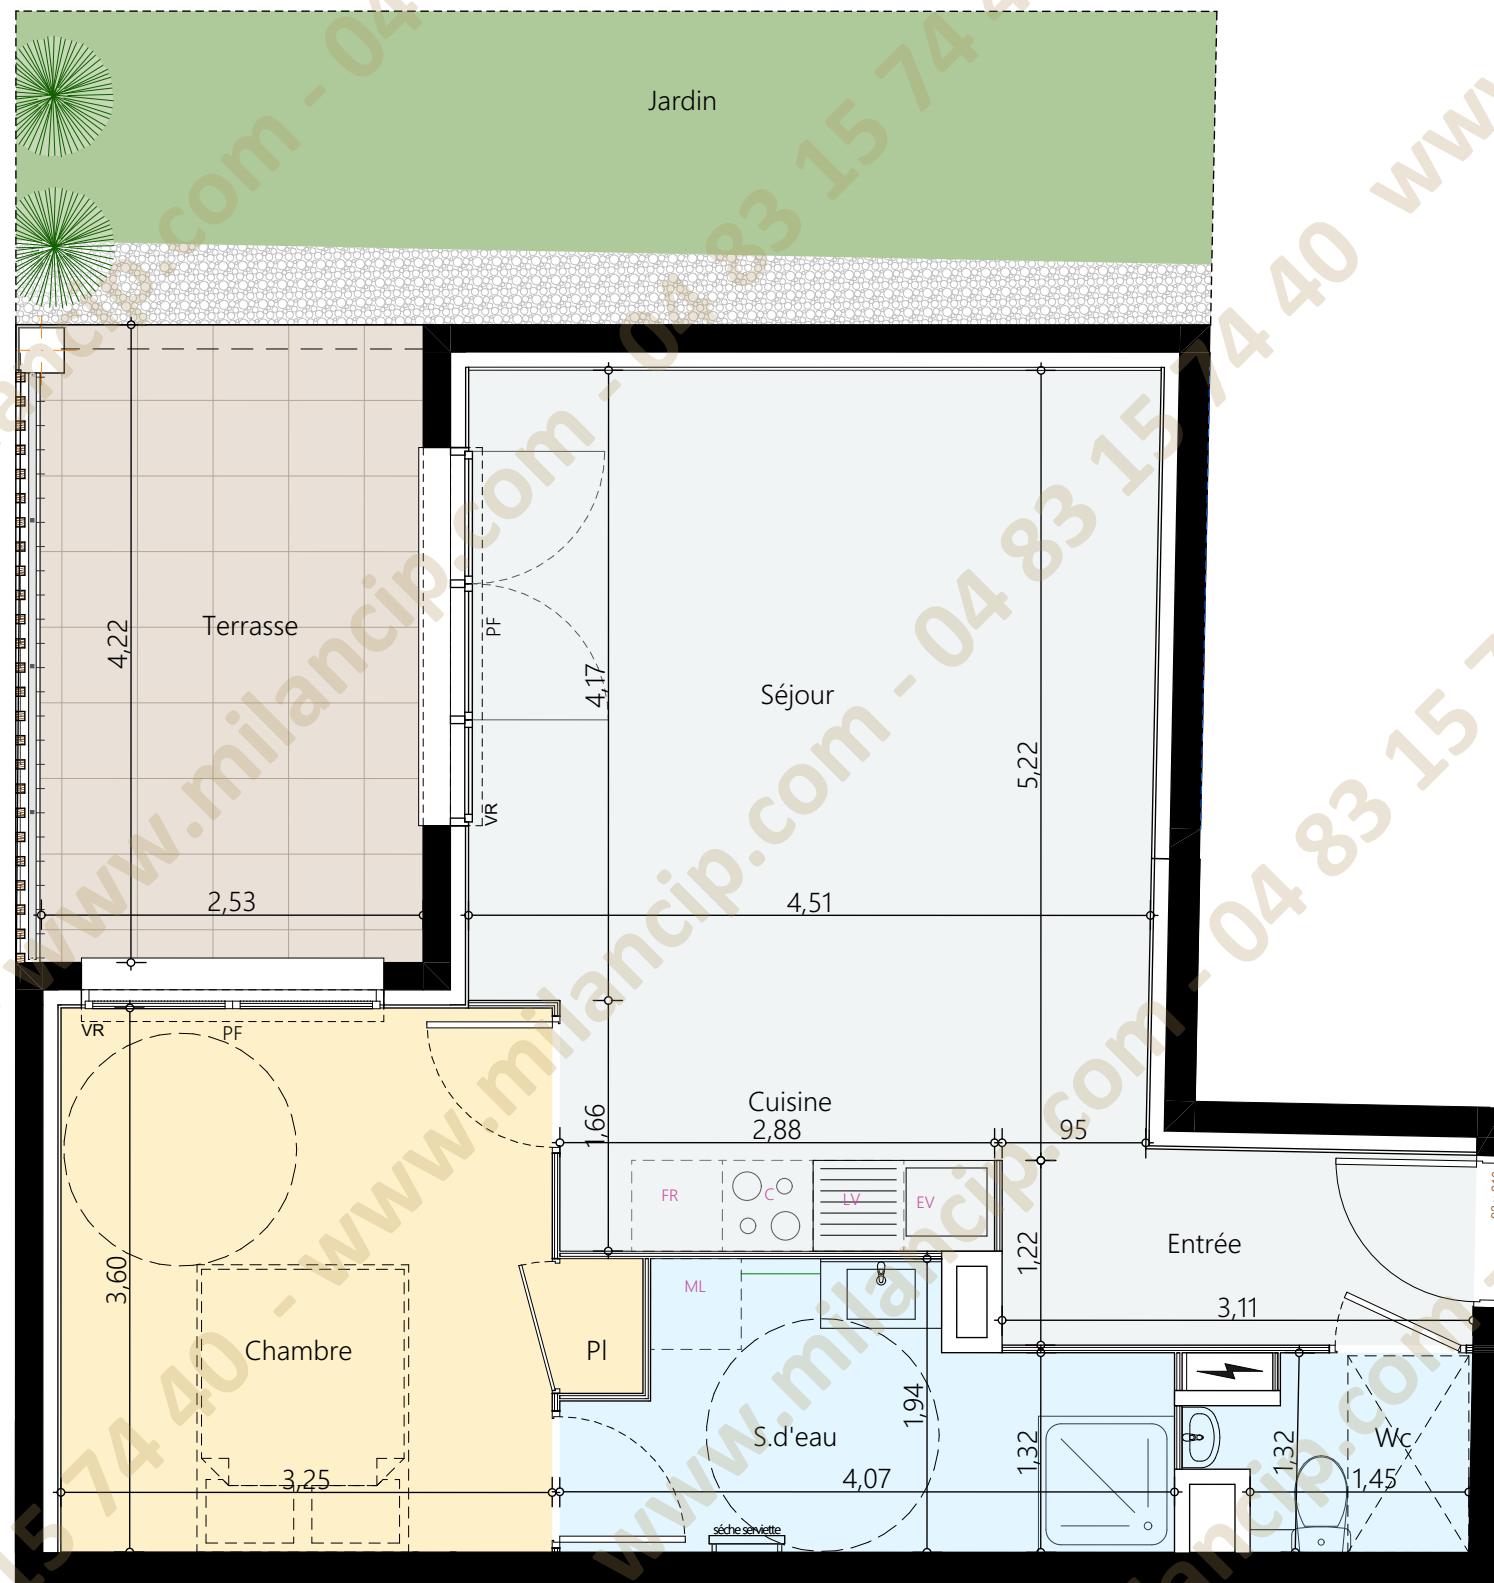 Jardin
Terrasse
4,22
2,53
PF
VR
4,17
Séjour
5,22
4,51
VR
PF
Cuisine
1,66
2,88
95
FR
C
LV
EV
Entrée
1,22
3,11
3,60
Chambre
3,25
Pl
ML
S.d'eau
1,94
4,07
1,32
sèche serviette
1,32
Wc
1,45
www.milancip.com - 04 83 15 74 40